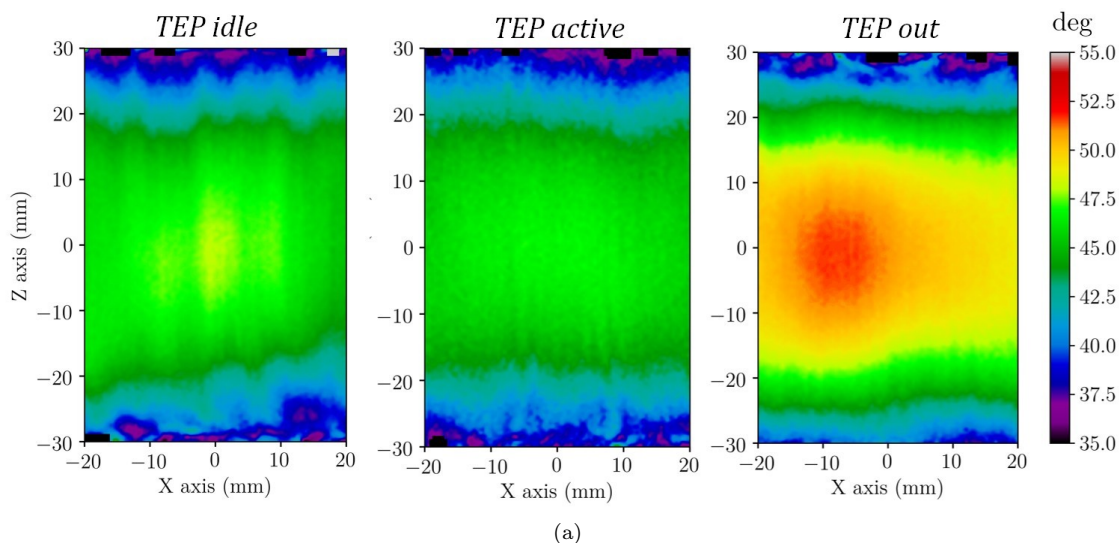 TEP idle TEP active TEP out deg
30 30 30 55.0
20 20 20 52.5
10 10 10 50.0
0 0 0 47.5
−10 −10 −10 45.0
−20 −20 −20 42.5
−30 −30 −30 40.0
37.5
35.0
Z axis (mm)
−20 −10 0 10 20 −20 −10 0 10 20 −20 −10 0 10 20
X axis (mm) X axis (mm) X axis (mm)
(a)